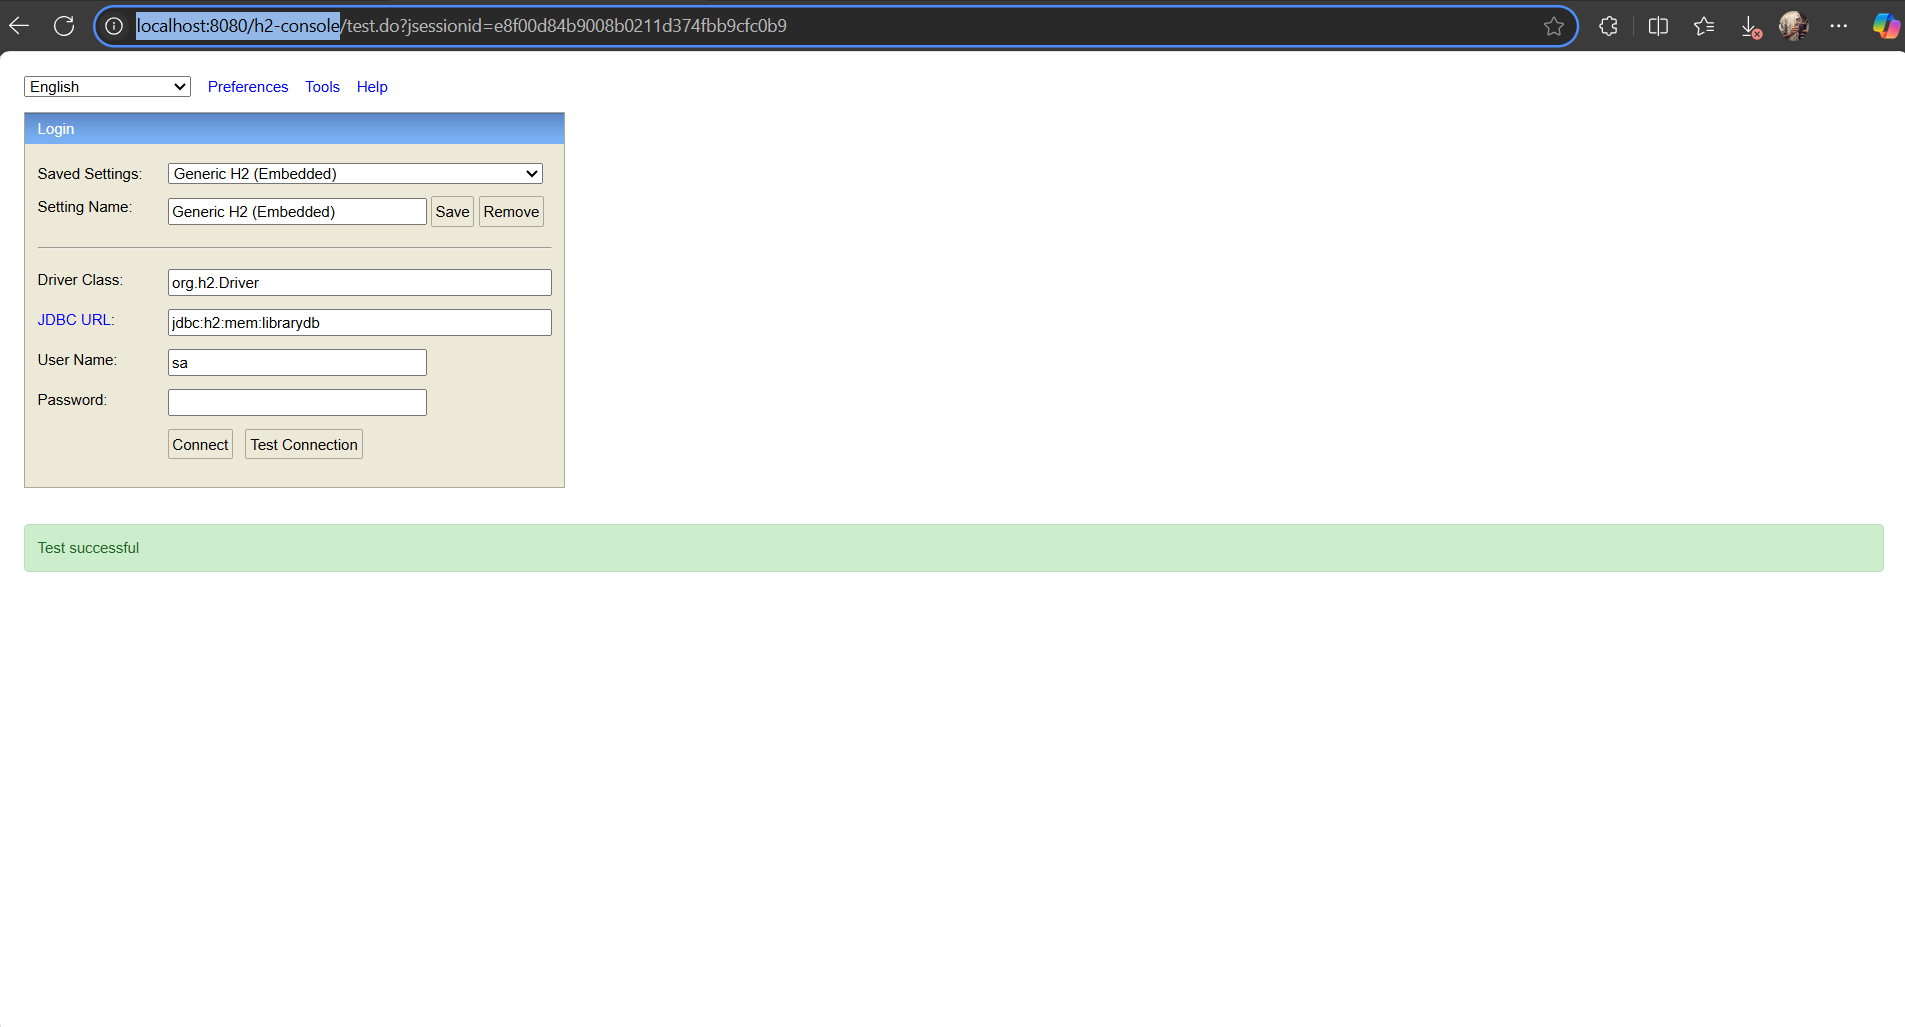 localhost:8080/h2-console/test.do?jsessionid=e8f00d84b9008b0211d374fbb9cfc0b9
English Preferences Tools Help
Login
Saved Settings: Generic H2 (Embedded)
Setting Name: Generic H2 (Embedded) Save Remove
Driver Class: org.h2.Driver
JDBC URL: jdbc:h2:mem:librarydb
User Name: sa
Password:
Connect Test Connection
Test successful